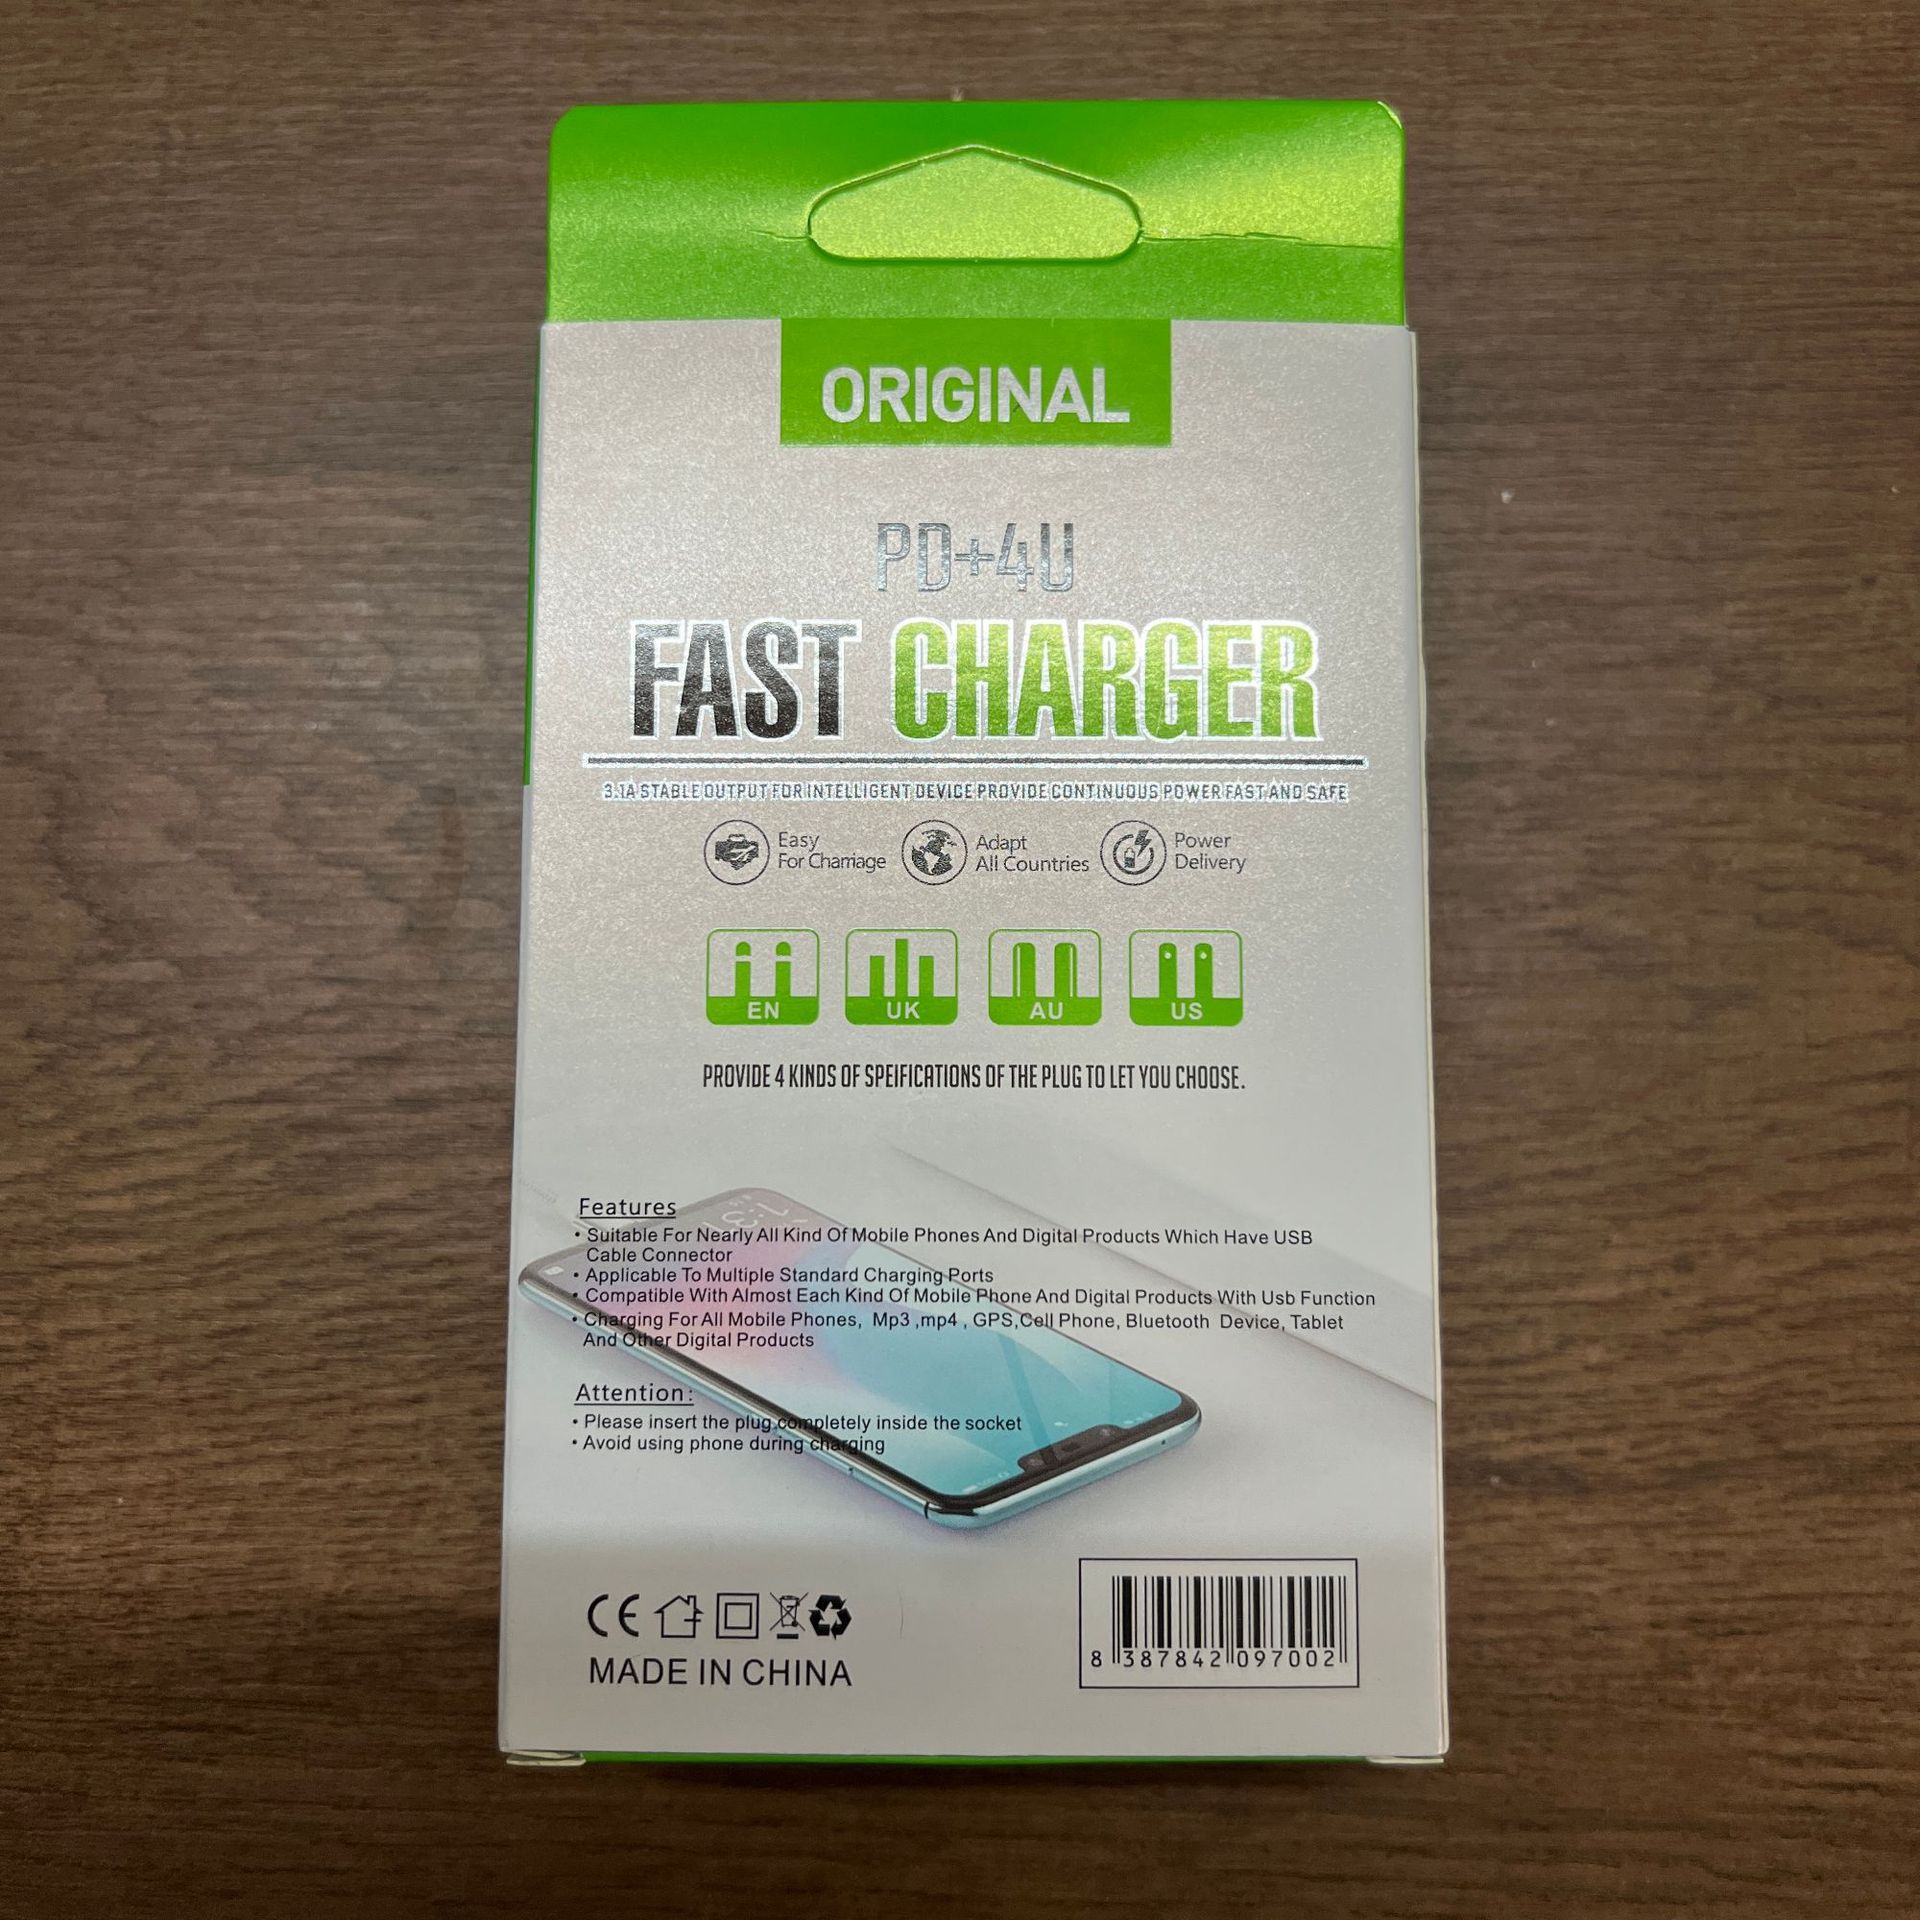 ORIGINAL
PD+4U
FAST CHARGER
3.1A STABLE OUTPUT FOR INTELLIGENT DEVICE PROVIDE CONTINUOUS POWER FAST AND SAFE
Easy
For Charriage
Adapt
All Countries
Power
Delivery
EN
UK
AU
US
PROVIDE 4 KINDS OF SPEIFICATIONS OF THE PLUG TO LET YOU CHOOSE.
Features
• Suitable For Nearly All Kind Of Mobile Phones And Digital Products Which Have USB
Cable Connector
• Applicable To Multiple Standard Charging Ports
• Compatible With Almost Each Kind Of Mobile Phone And Digital Products With Usb Function
• Charging For All Mobile Phones, Mp3 ,mp4 , GPS,Cell Phone, Bluetooth Device, Tablet
And Other Digital Products
Attention:
• Please insert the plug completely inside the socket
• Avoid using phone during charging
CE
MADE IN CHINA
8 387842 097002